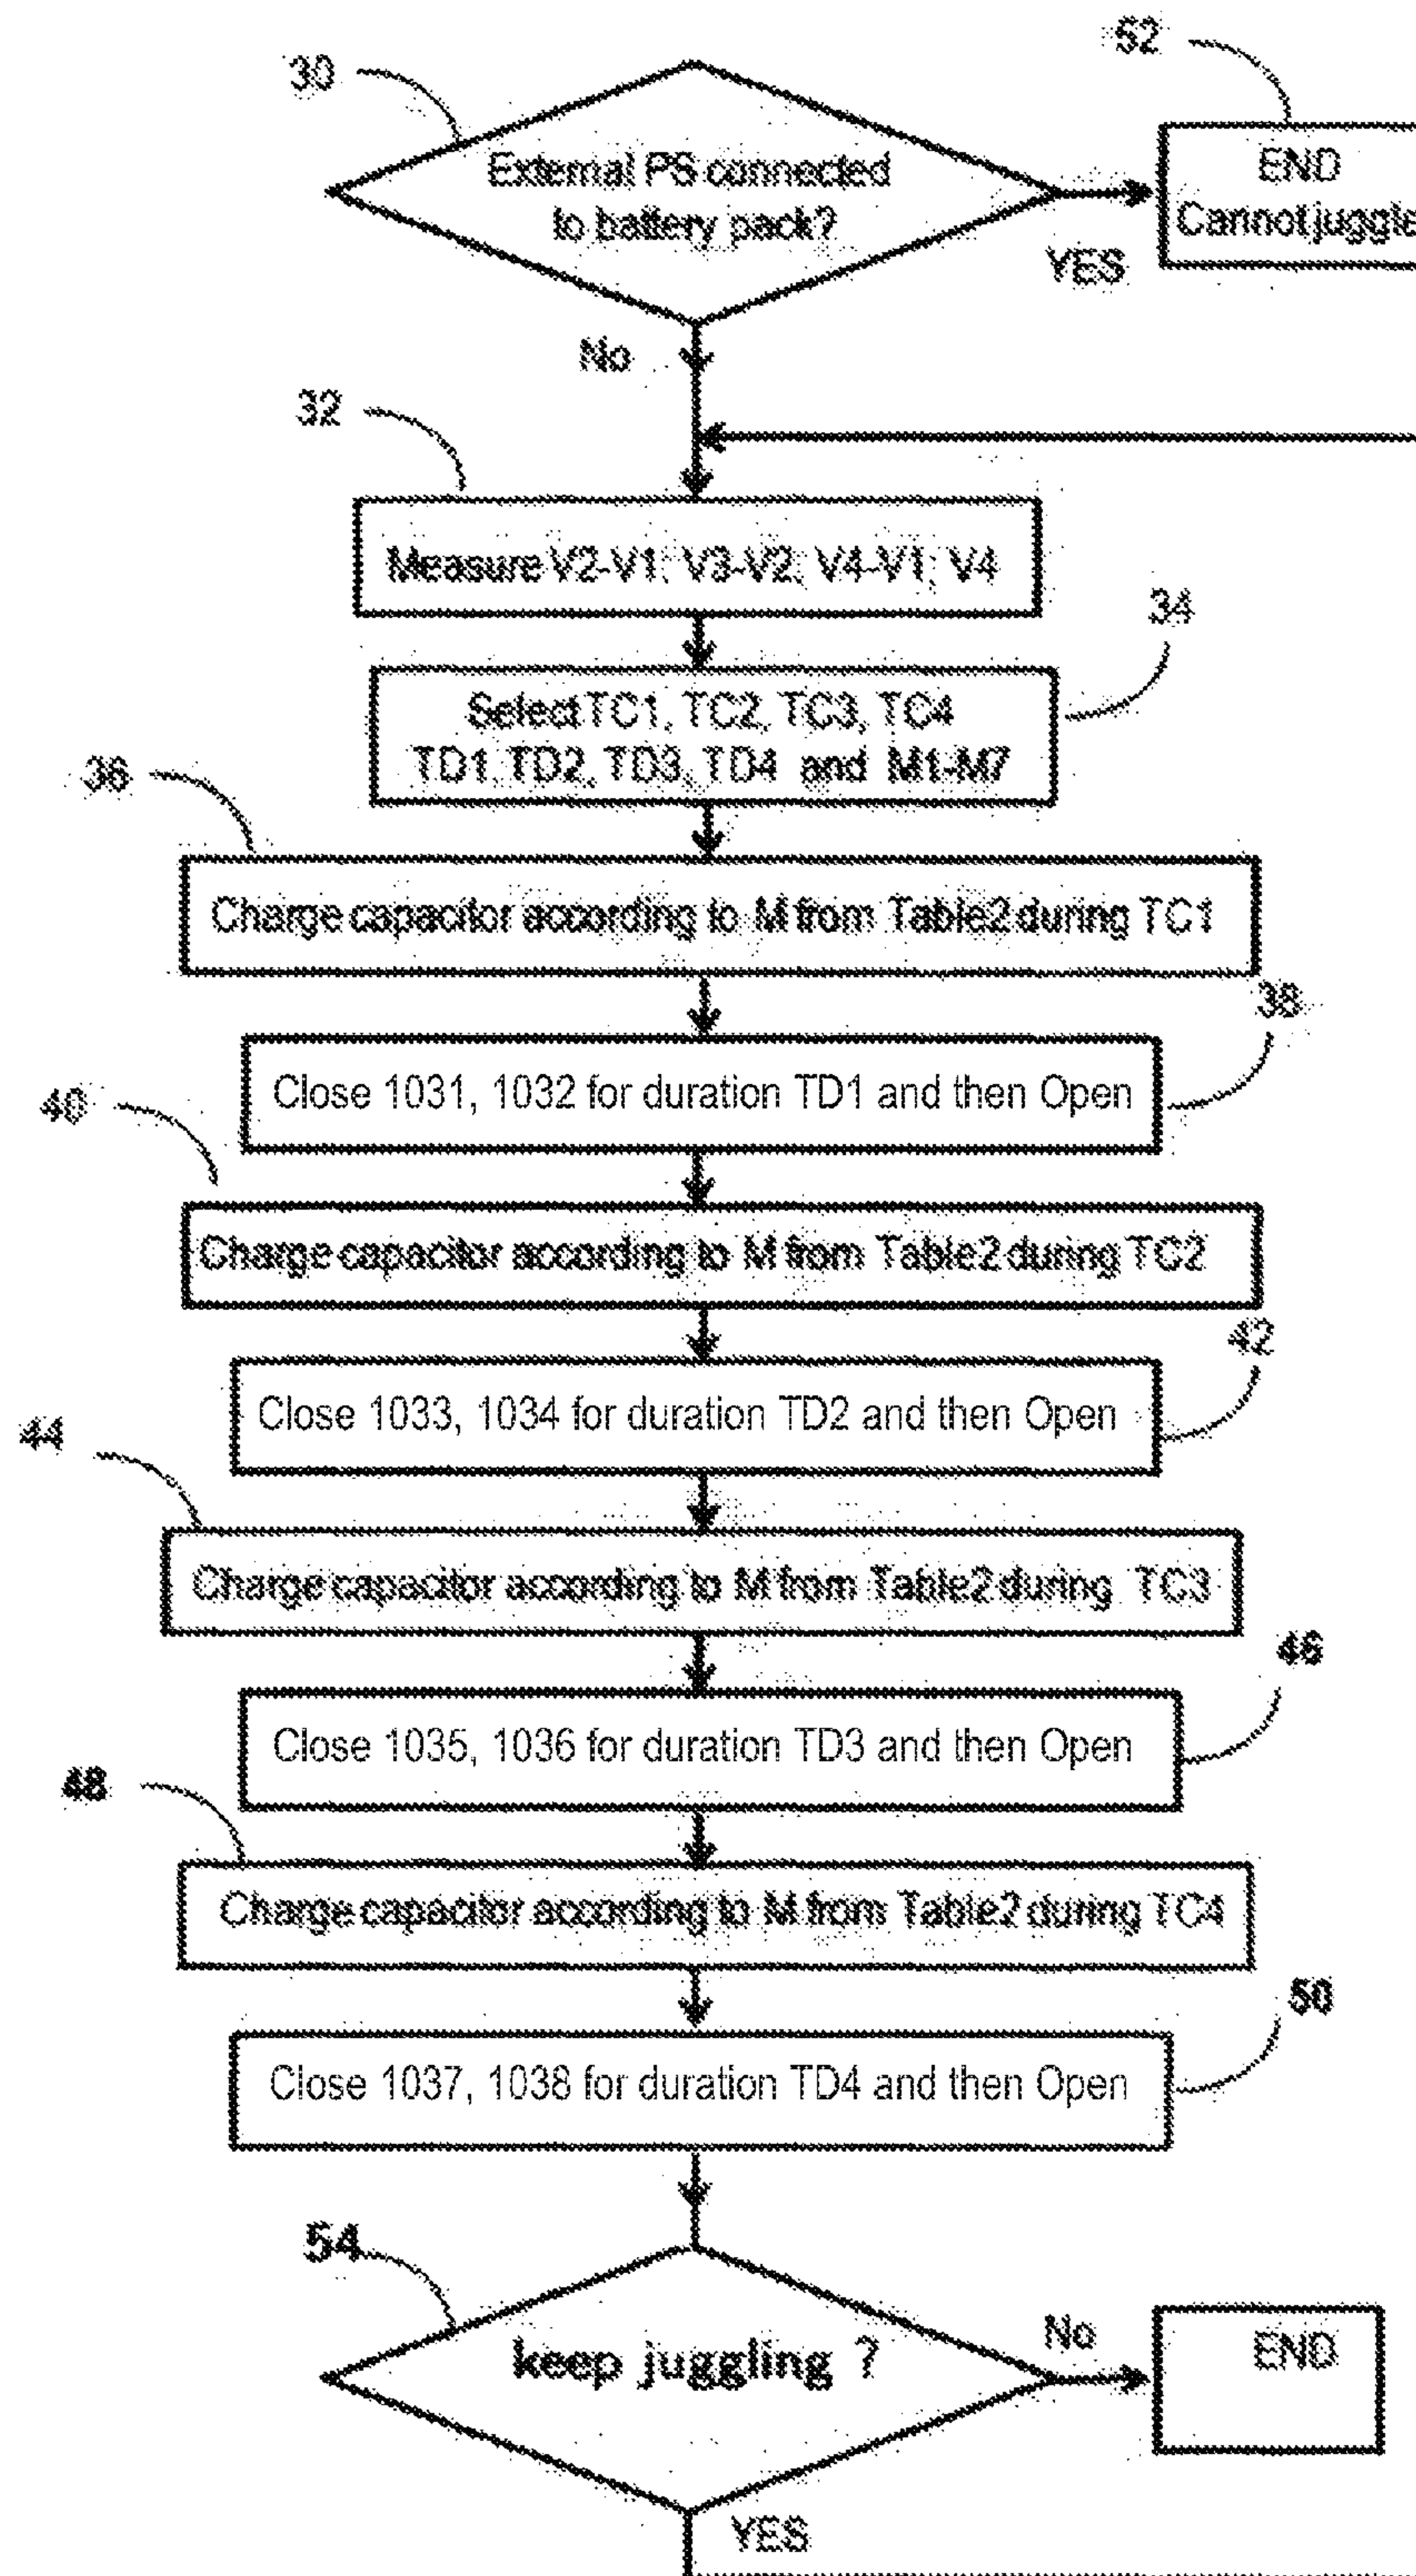 30
52
External PS connected
to battery pack?
END
Cannot juggle
YES
No
32
Measure V2-V1; V3-V2; V4-V1; V4
34
Select TC1, TC2, TC3, TC4
TD1, TD2, TD3, TD4 and M1-M7
36
Charge capacitor according to M from Table2 during TC1
38
Close 1031, 1032 for duration TD1 and then Open
40
Charge capacitor according to M from Table2 during TC2
42
Close 1033, 1034 for duration TD2 and then Open
44
Charge capacitor according to M from Table2 during TC3
46
Close 1035, 1036 for duration TD3 and then Open
48
Charge capacitor according to M from Table2 during TC4
50
Close 1037, 1038 for duration TD4 and then Open
54
keep juggling ?
No
END
YES